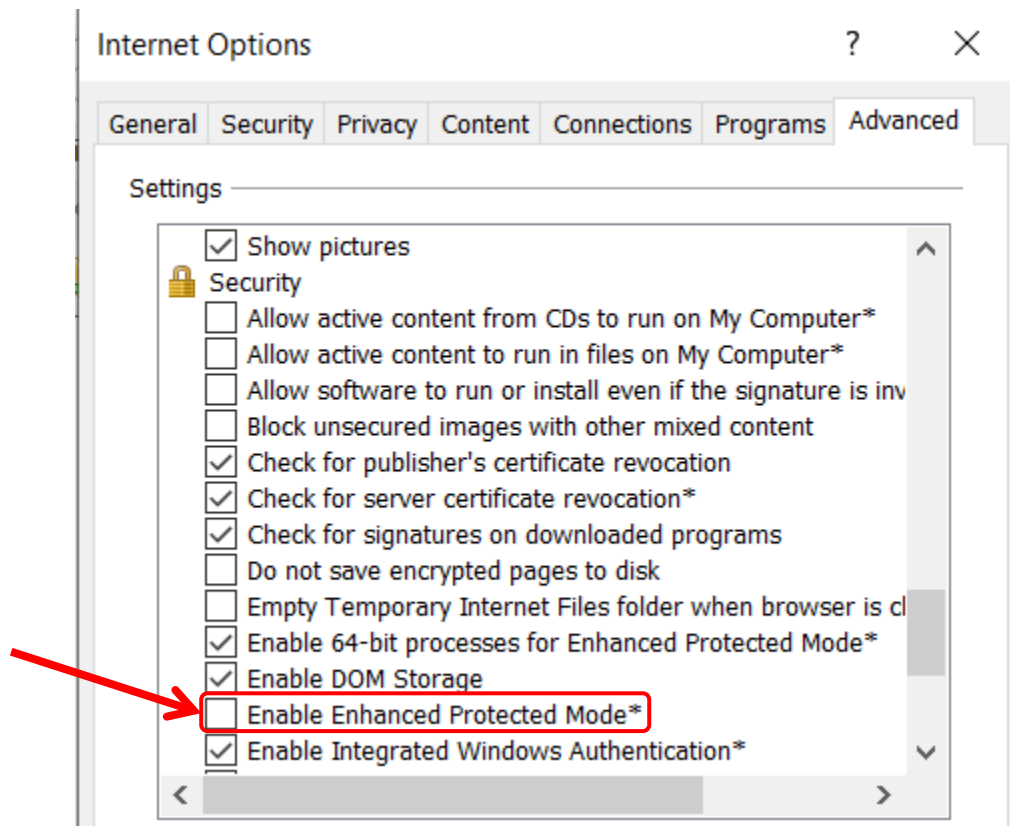 Internet Options ?
General Security Privacy Content Connections Programs Advanced
Settings
Show pictures
Security
Allow active content from CDs to run on My Computer*
Allow active content to run in files on My Computer*
Allow software to run or install even if the signature is inv
Block unsecured images with other mixed content
Check for publisher's certificate revocation
Check for server certificate revocation*
Check for signatures on downloaded programs
Do not save encrypted pages to disk
Empty Temporary Internet Files folder when browser is cl
Enable 64-bit processes for Enhanced Protected Mode*
Enable DOM Storage
Enable Enhanced Protected Mode*
Enable Integrated Windows Authentication*